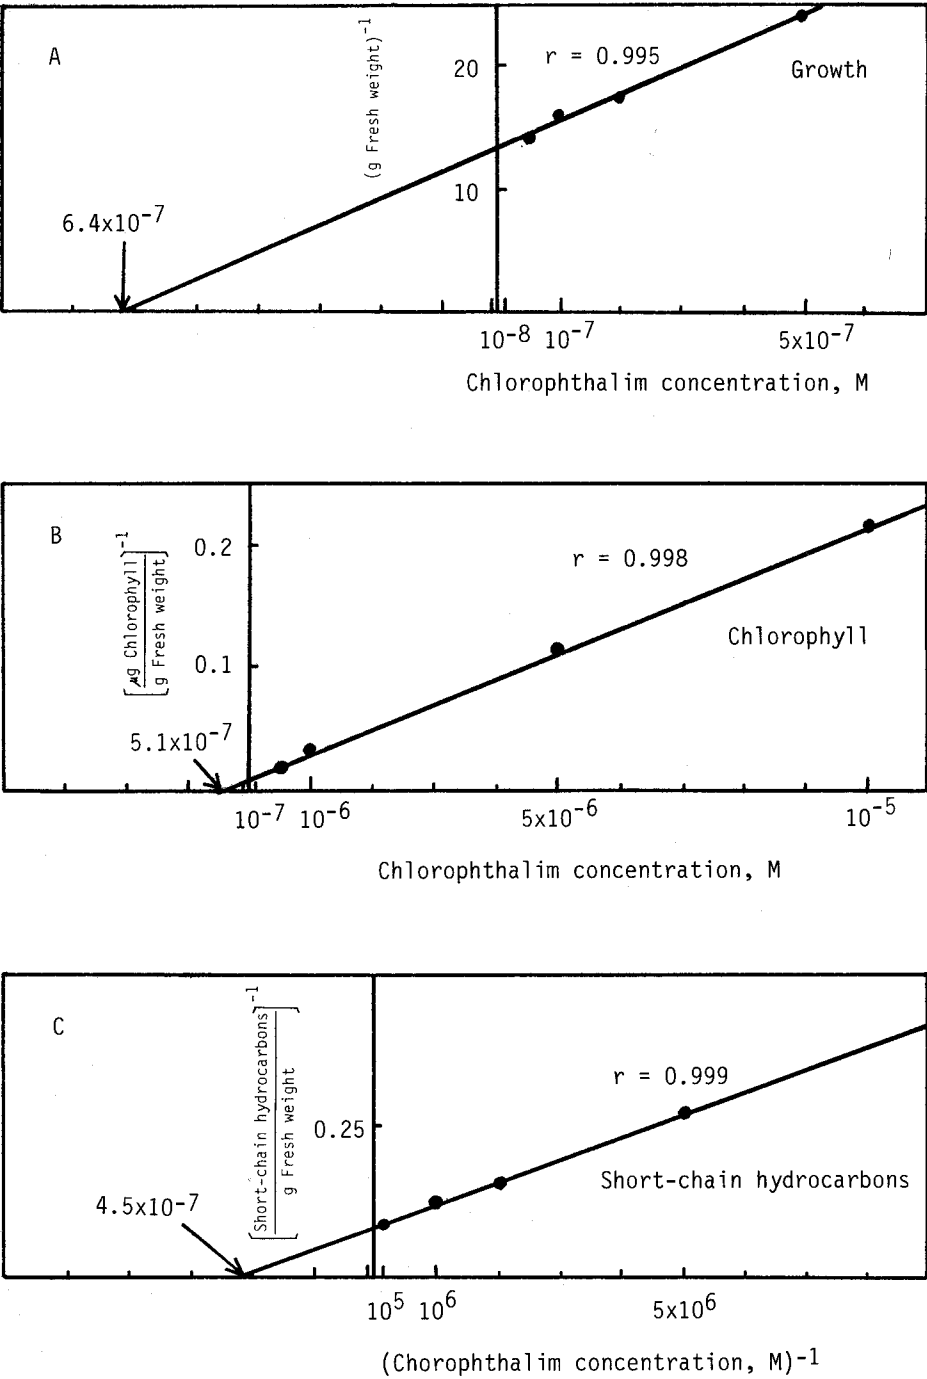 A
(g Fresh weight)⁻¹
r = 0.995
Growth
20
10
6.4x10⁻⁷
10⁻⁸ 10⁻⁷ 5x10⁻⁷
Chlorophthalim concentration, M
B
[µg Chlorophyll]⁻¹
[g Fresh weight]
0.2
r = 0.998
Chlorophyll
0.1
5.1x10⁻⁷
10⁻⁷ 10⁻⁶ 5x10⁻⁶ 10⁻⁵
Chlorophthalim concentration, M
C
[Short-chain hydrocarbons]⁻¹
[g Fresh weight]
r = 0.999
0.25
Short-chain hydrocarbons
4.5x10⁻⁷
10⁵ 10⁶ 5x10⁶
(Chorophthalim concentration, M)⁻¹